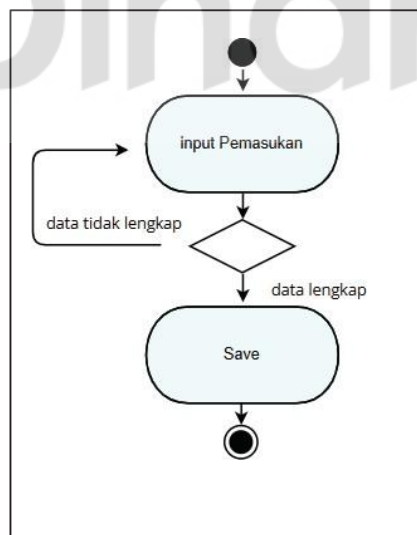 input Pemasukan
data tidak lengkap
data lengkap
Save